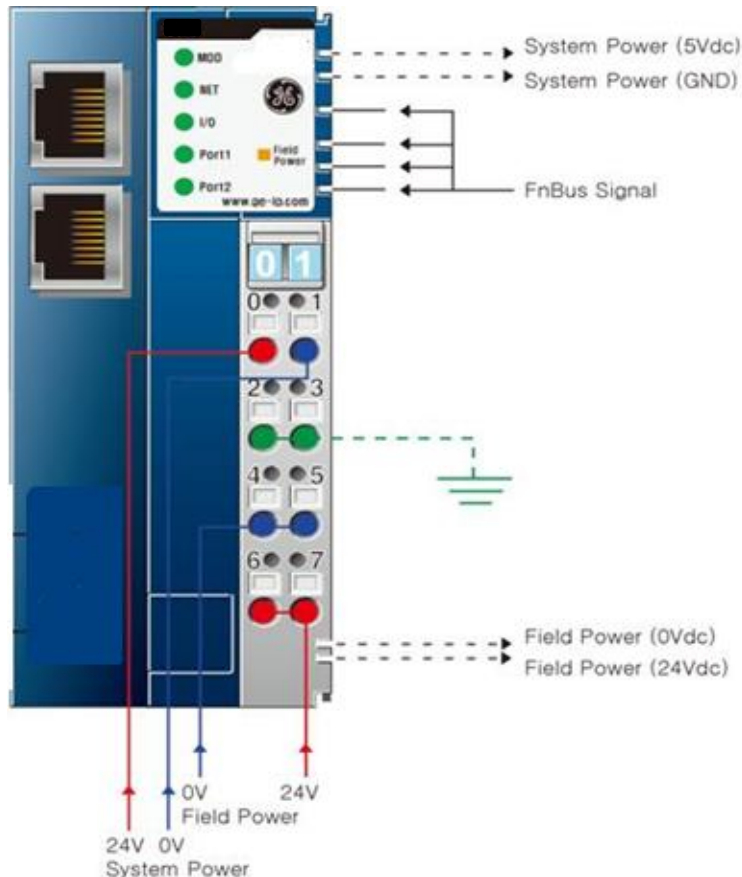 MOD
NET
I/O
Port1
Port2
Field
Power
www.ge-ip.com
System Power (5Vdc)
System Power (GND)
FnBus Signal
0 1
0 1
2 3
4 5
6 7
Field Power (0Vdc)
Field Power (24Vdc)
0V 24V
Field Power
24V 0V
System Power